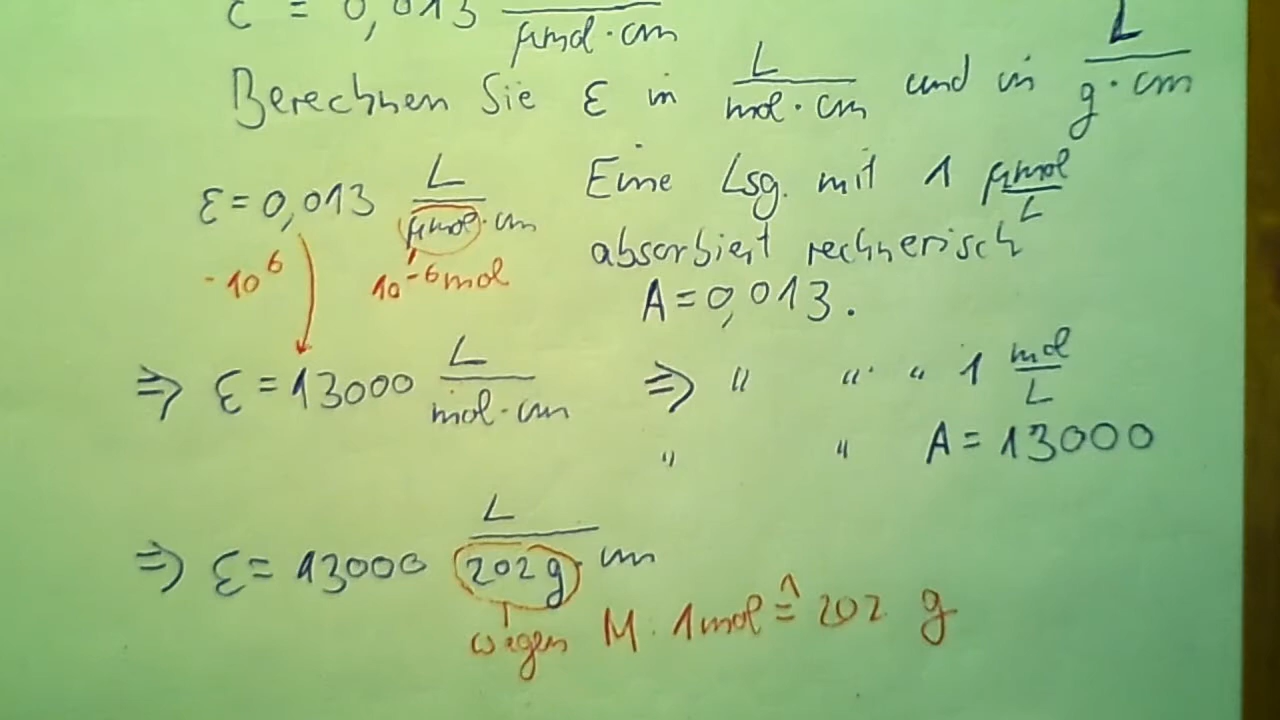 ε = 0,013 ―/μmol · cm
Berechnen Sie ε in L/mol · cm und in L/g · cm
ε = 0,013 L/μmol · cm
· 10⁶
10⁻⁶ mol
Eine Lsg. mit 1 μmol/L
absorbiert rechnerisch
A = 0,013.
⇒ ε = 13000 L/mol · cm
⇒ " " " 1 mol/L
" " A = 13000
⇒ ε = 13000 L/202 g · cm
wegen M: 1 mol ≙ 202 g